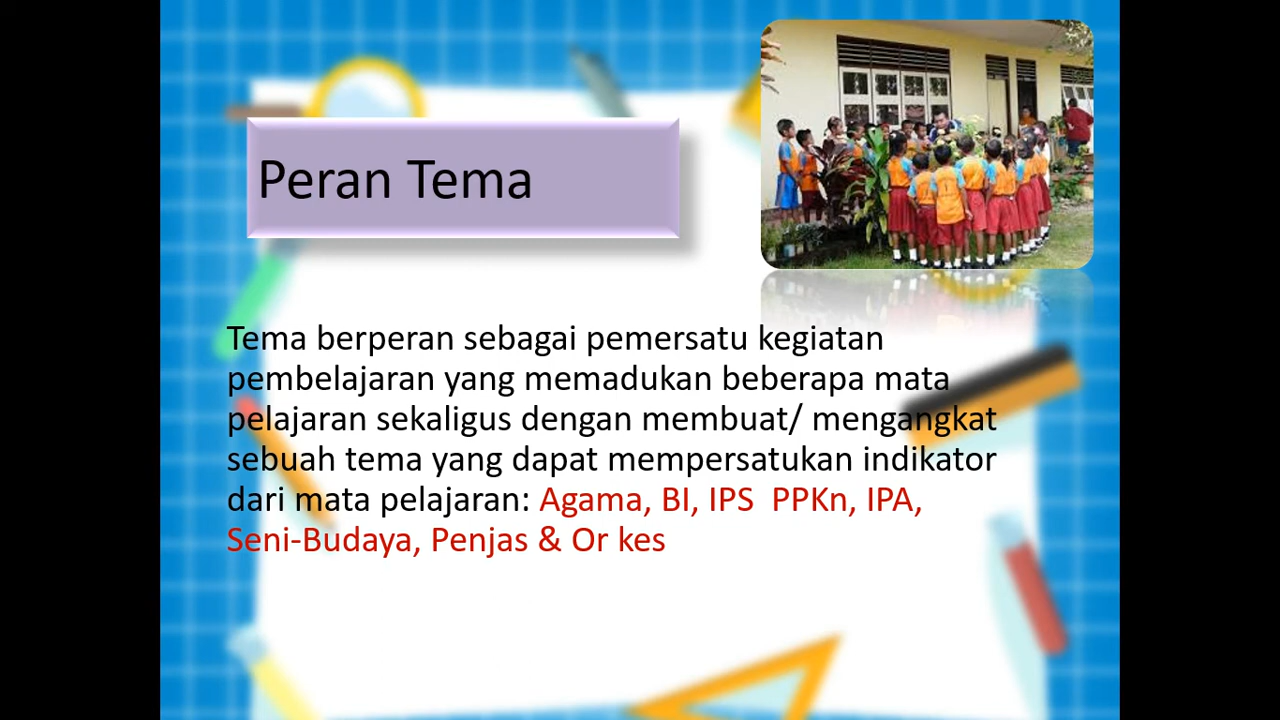 Peran Tema
Tema berperan sebagai pemersatu kegiatan
pembelajaran yang memadukan beberapa mata
pelajaran sekaligus dengan membuat/ mengangkat
sebuah tema yang dapat mempersatukan indikator
dari mata pelajaran: Agama, BI, IPS  PPKn, IPA,
Seni-Budaya, Penjas & Or kes